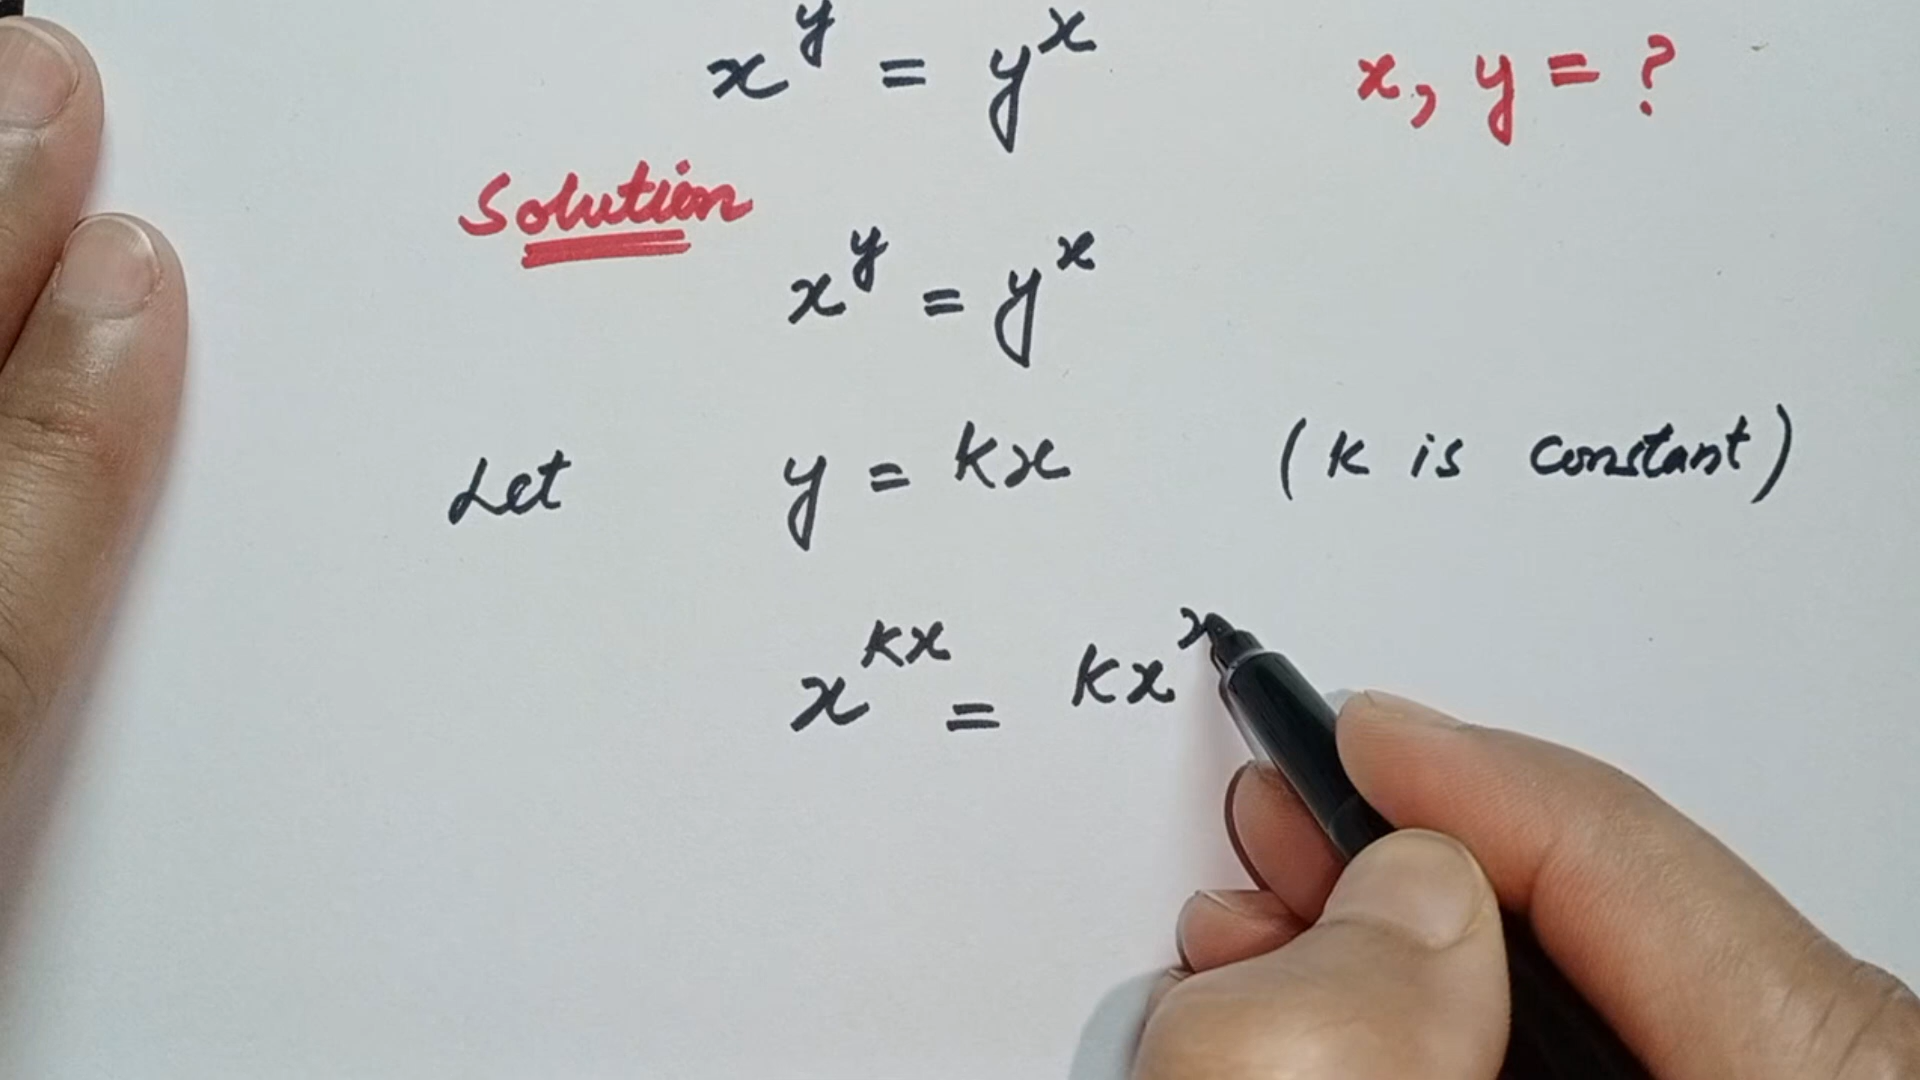 x^y = y^x x, y = ?
Solution
x^y = y^x
Let y = kx (k is constant)
x^kx = kx^x